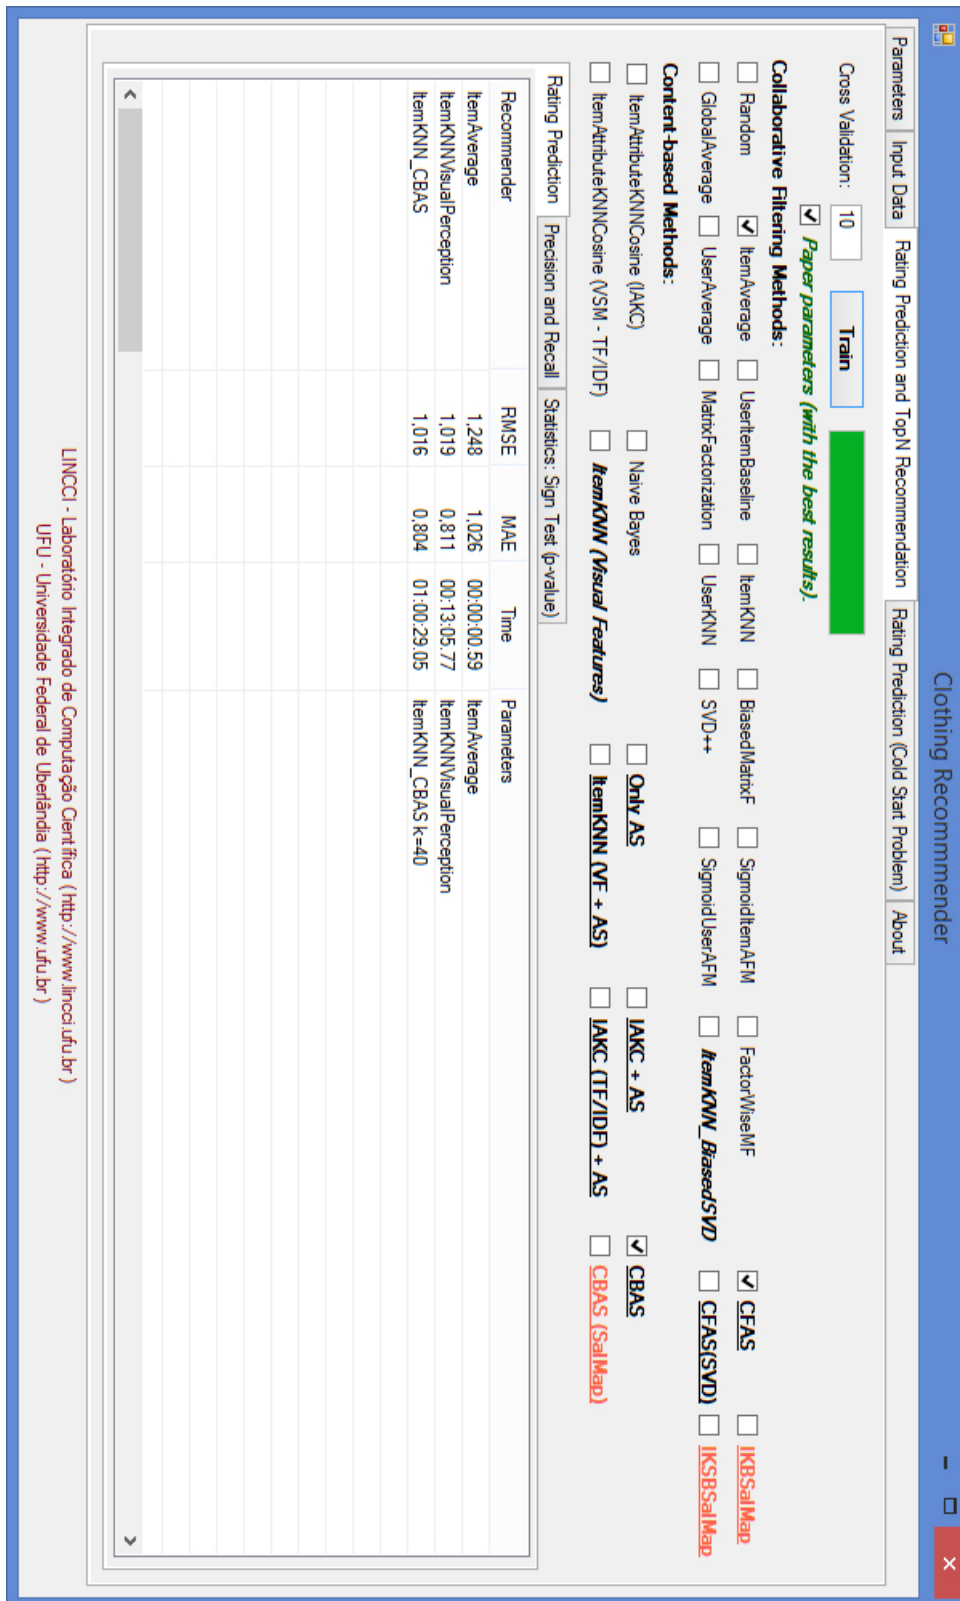 Clothing Recommmender
Parameters Input Data Rating Prediction and TopN Recommendation Rating Prediction (Cold Start Problem) About
Cross Validation: 10 Train
Paper parameters (with the best results).
Collaborative Filtering Methods:
Random ItemAverage UserItemBaseline ItemKNN BiasedMatrixF SigmoidItemAFM FactorWiseMF CFAS IKBSalMap
GlobalAverage UserAverage MatrixFactorization UserKNN SVD++ SigmoidUserAFM ItemKNN_BiasedSVD CFAS(SVD) IKSBSalMap
Content-based Methods:
ItemAttributeKNNCosine (IAKC) Naive Bayes Only AS IAKC + AS CBAS
ItemAttributeKNNCosine (VSM - TF/IDF) ItemKNN (Visual Features) ItemKNN (VF + AS) IAKC (TF/IDF) + AS CBAS (SalMap)
Rating Prediction Precision and Recall Statistics: Sign Test (p-value)
Recommender RMSE MAE Time Parameters
ItemAverage 1,248 1,026 00:00:00.59 ItemAverage
ItemKNNVisualPerception 1,019 0,811 00:13:05.77 ItemKNNVisualPerception
ItemKNN_CBAS 1,016 0,804 01:00:29.05 ItemKNN_CBAS k=40
LINCCI - Laboratório Integrado de Computação Científica ( http://www.lincci.ufu.br )
UFU - Universidade Federal de Uberlândia ( http://www.ufu.br )